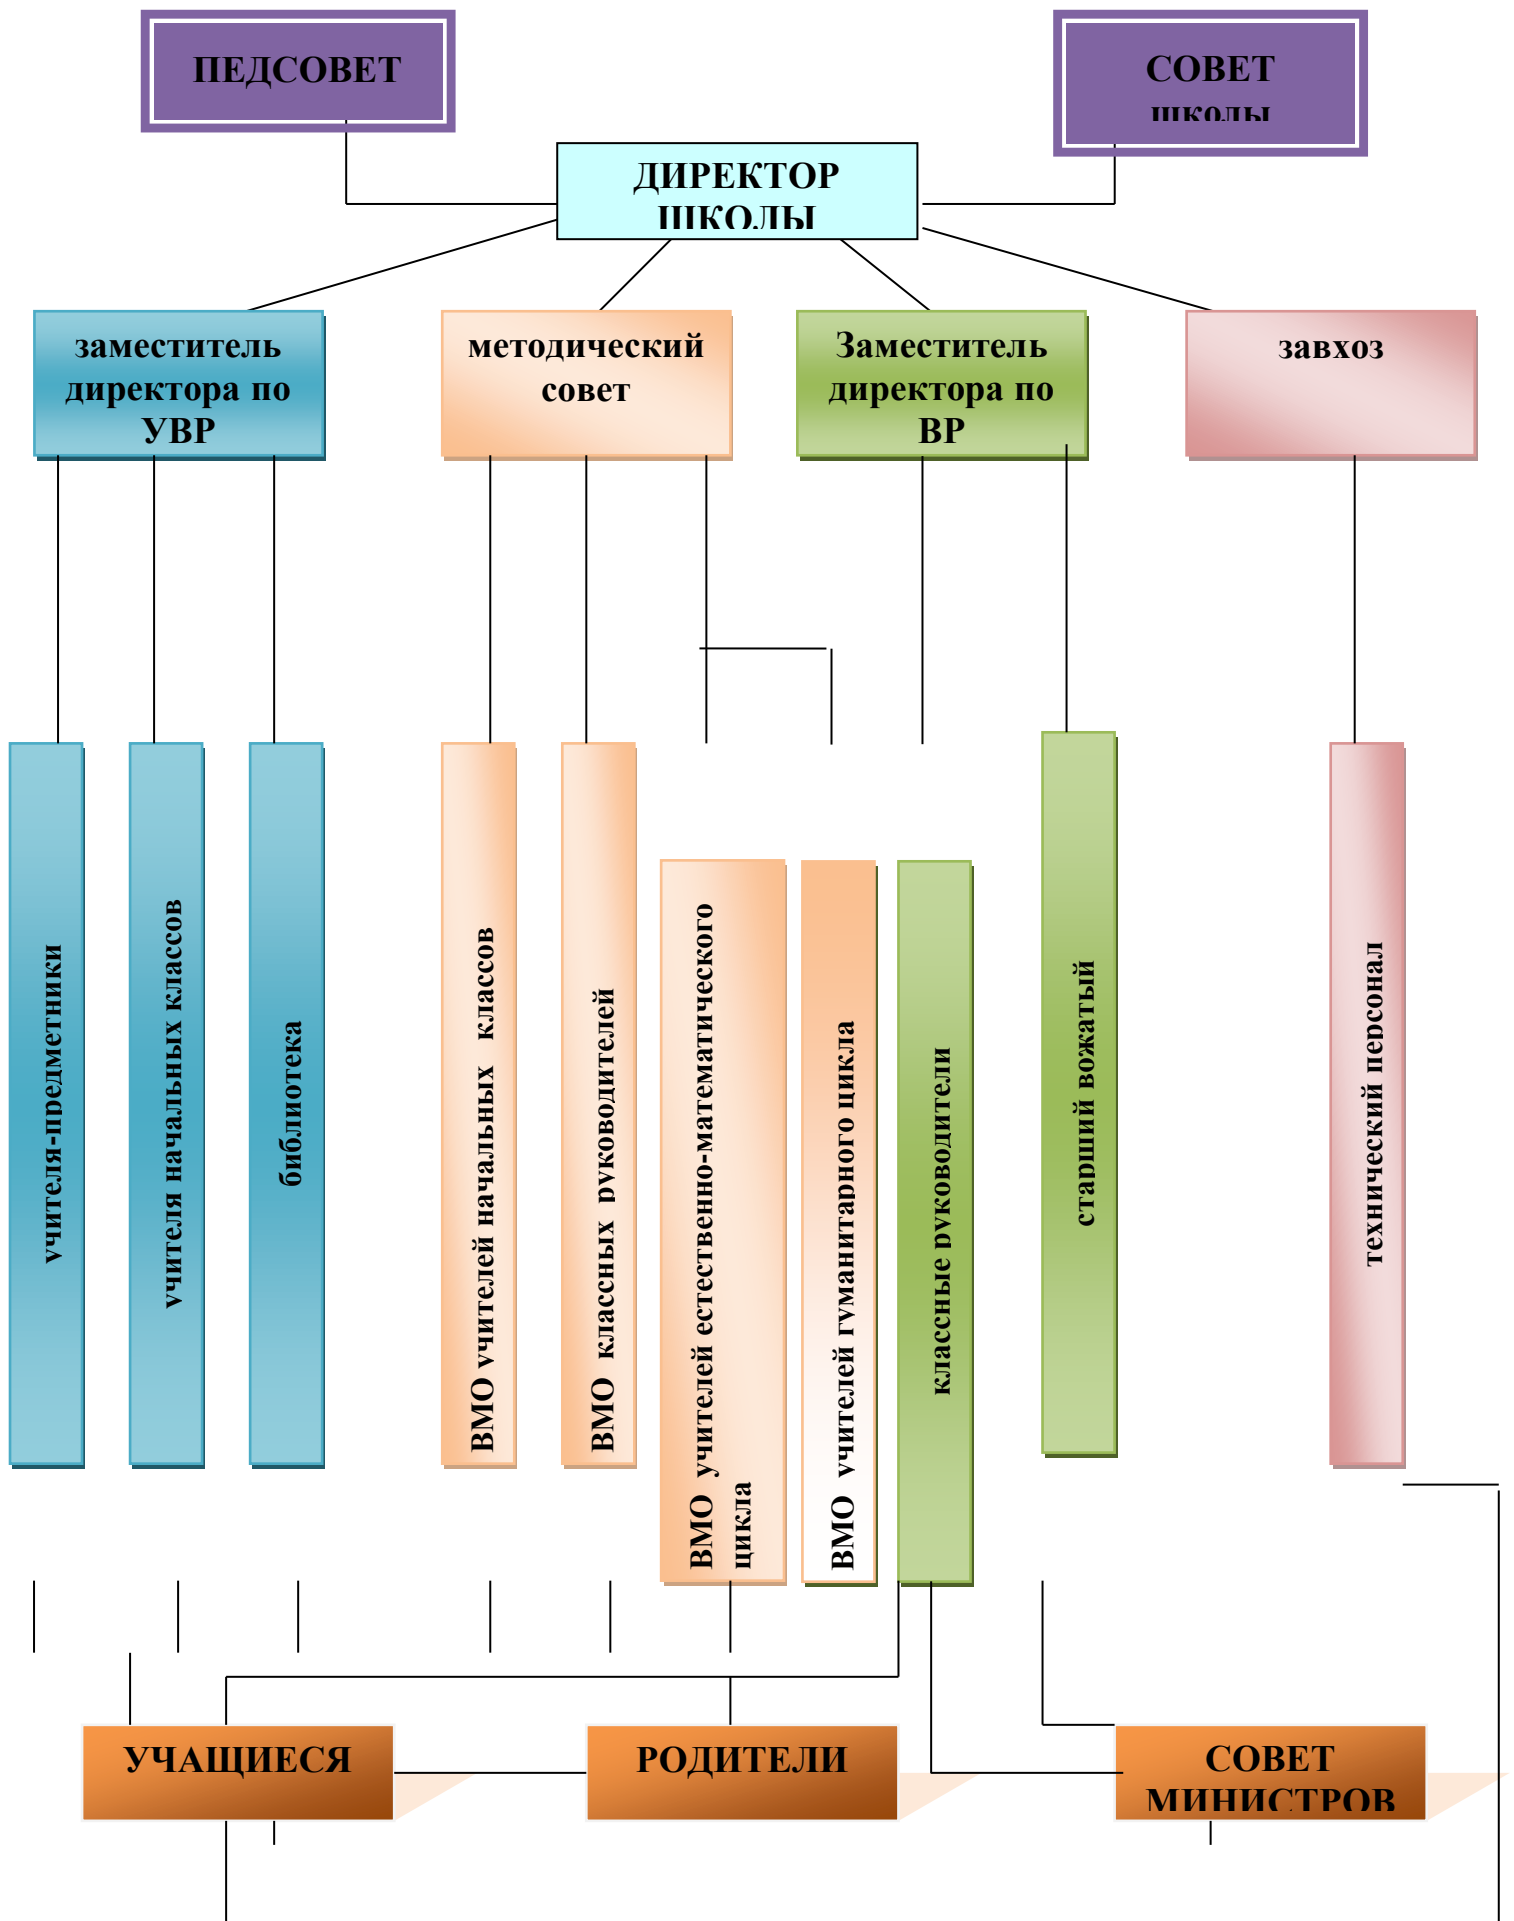 ПЕДСОВЕТ
СОВЕТ
школы
ДИРЕКТОР
ШКОЛЫ
заместитель
директора по
УВР
методический
совет
Заместитель
директора по
ВР
завхоз
учителя-предметники
учителя начальных классов
библиотека
ВМО учителей начальных классов
ВМО классных руководителей
ВМО учителей естественно-математического
цикла
ВМО учителей гуманитарного цикла
классные руководители
старший вожатый
технический персонал
УЧАЩИЕСЯ
РОДИТЕЛИ
СОВЕТ
МИНИСТРОВ